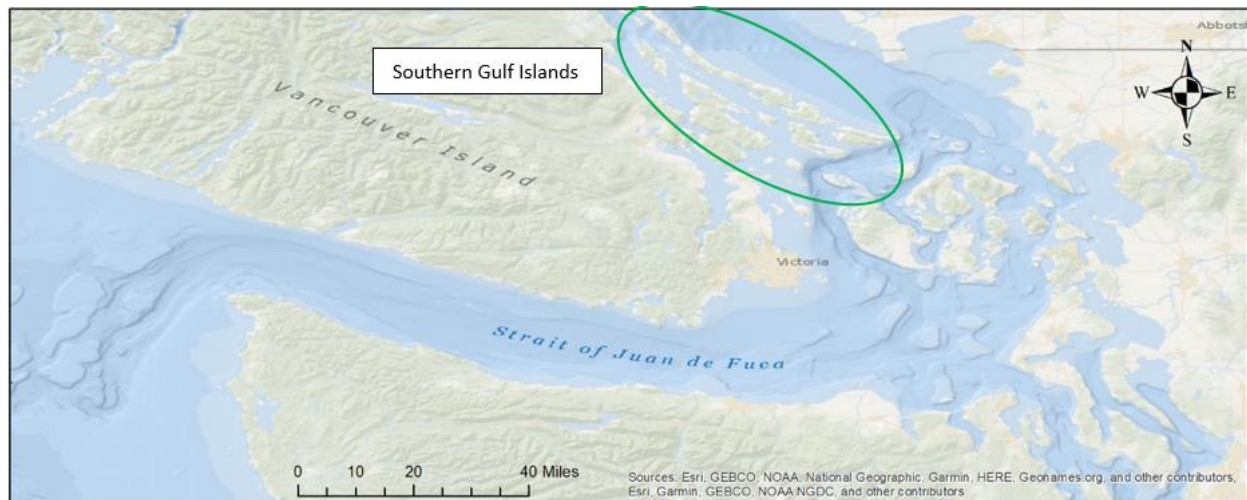 Abbots
N
Southern Gulf Islands
W E
S
Vancouver Island
Victoria
Strait of Juan de Fuca
0 10 20 40 Miles
Sources: Esri, GEBCO, NOAA, National Geographic, Garmin, HERE, Geonames.org, and other contributors,
Esri, Garmin, GEBCO, NOAA NGDC, and other contributors